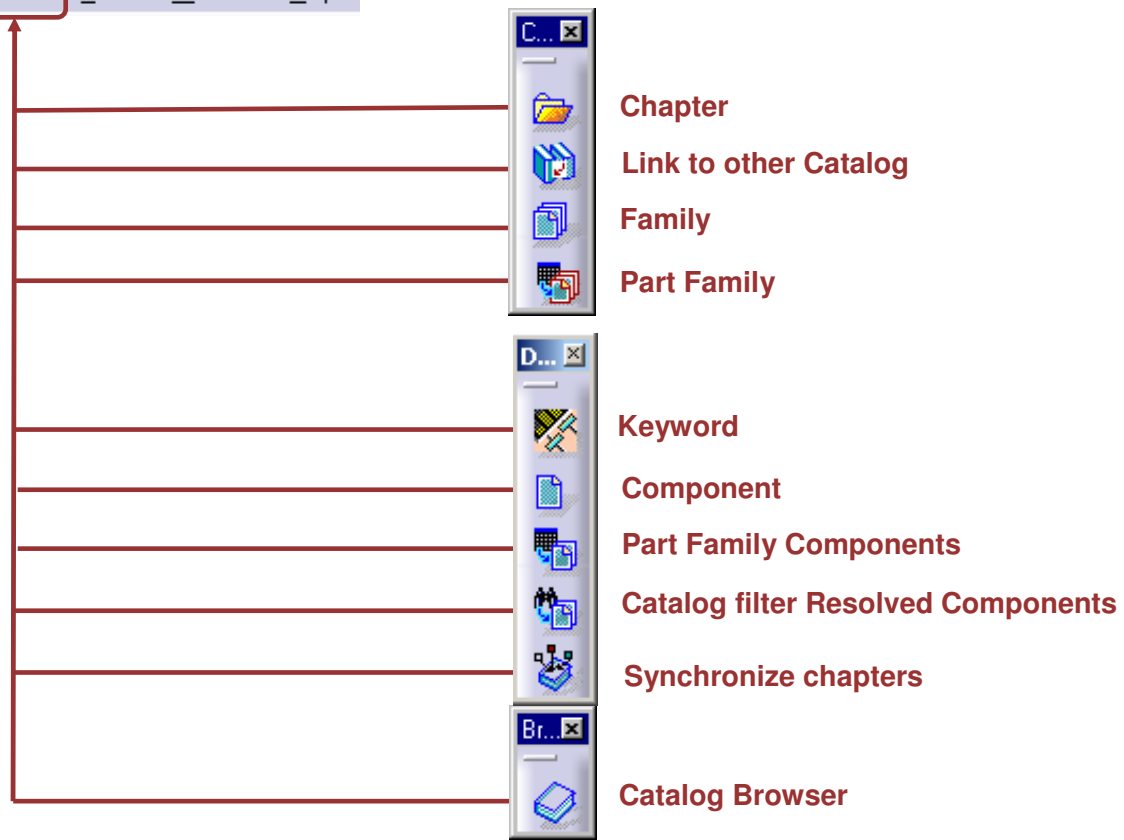 C...
Chapter
Link to other Catalog
Family
Part Family
D...
Keyword
Component
Part Family Components
Catalog filter Resolved Components
Synchronize chapters
Br...
Catalog Browser